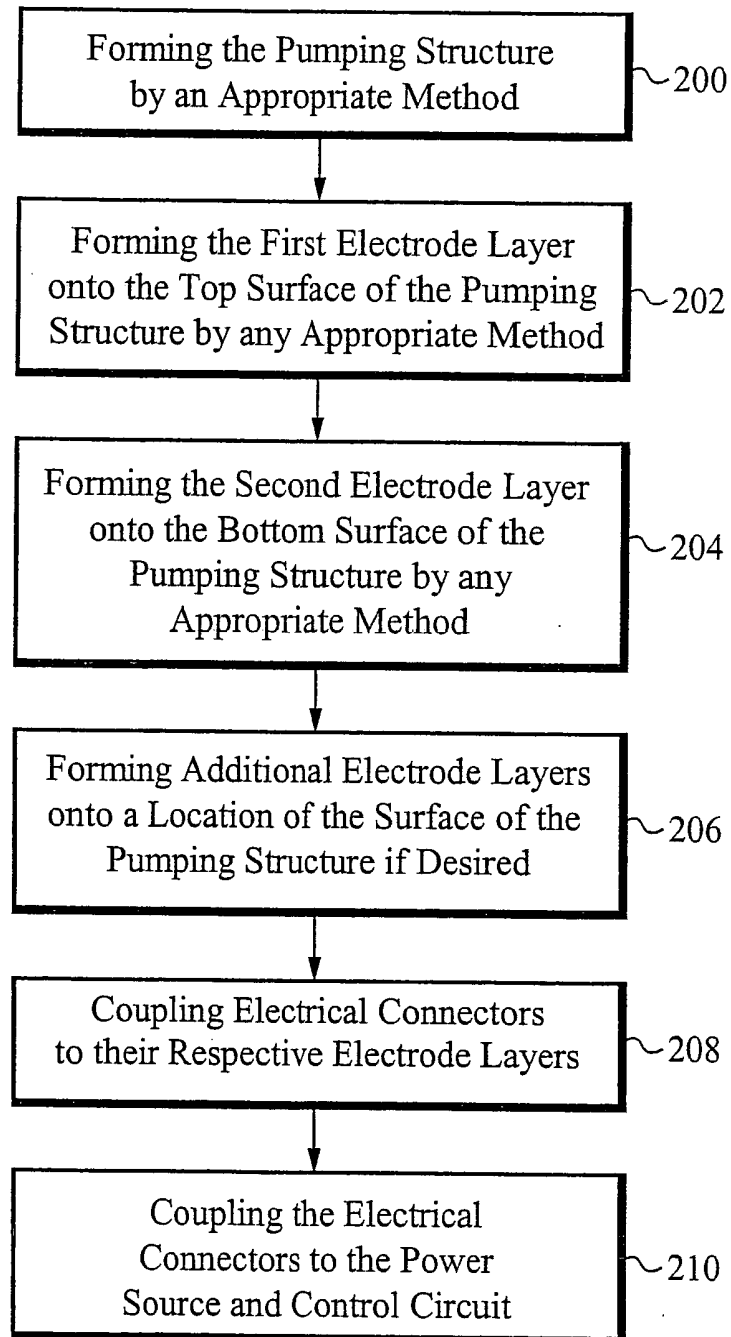 Forming the Pumping Structure
by an Appropriate Method
200
Forming the First Electrode Layer
onto the Top Surface of the Pumping
Structure by any Appropriate Method
202
Forming the Second Electrode Layer
onto the Bottom Surface of the
Pumping Structure by any
Appropriate Method
204
Forming Additional Electrode Layers
onto a Location of the Surface of the
Pumping Structure if Desired
206
Coupling Electrical Connectors
to their Respective Electrode Layers
208
Coupling the Electrical
Connectors to the Power
Source and Control Circuit
210